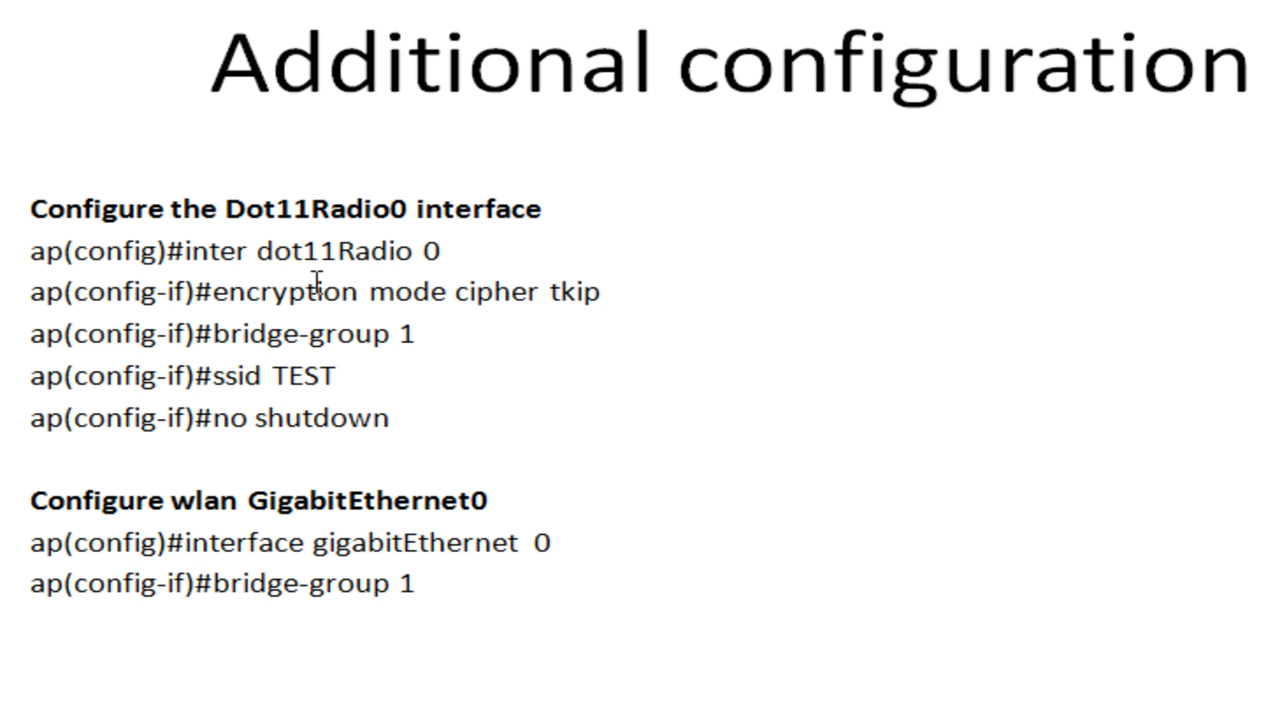 Additional configuration
Configure the Dot11Radio0 interface
ap(config)#inter dot11Radio 0
ap(config-if)#encryption mode cipher tkip
ap(config-if)#bridge-group 1
ap(config-if)#ssid TEST
ap(config-if)#no shutdown
Configure wlan GigabitEthernet0
ap(config)#interface gigabitEthernet 0
ap(config-if)#bridge-group 1